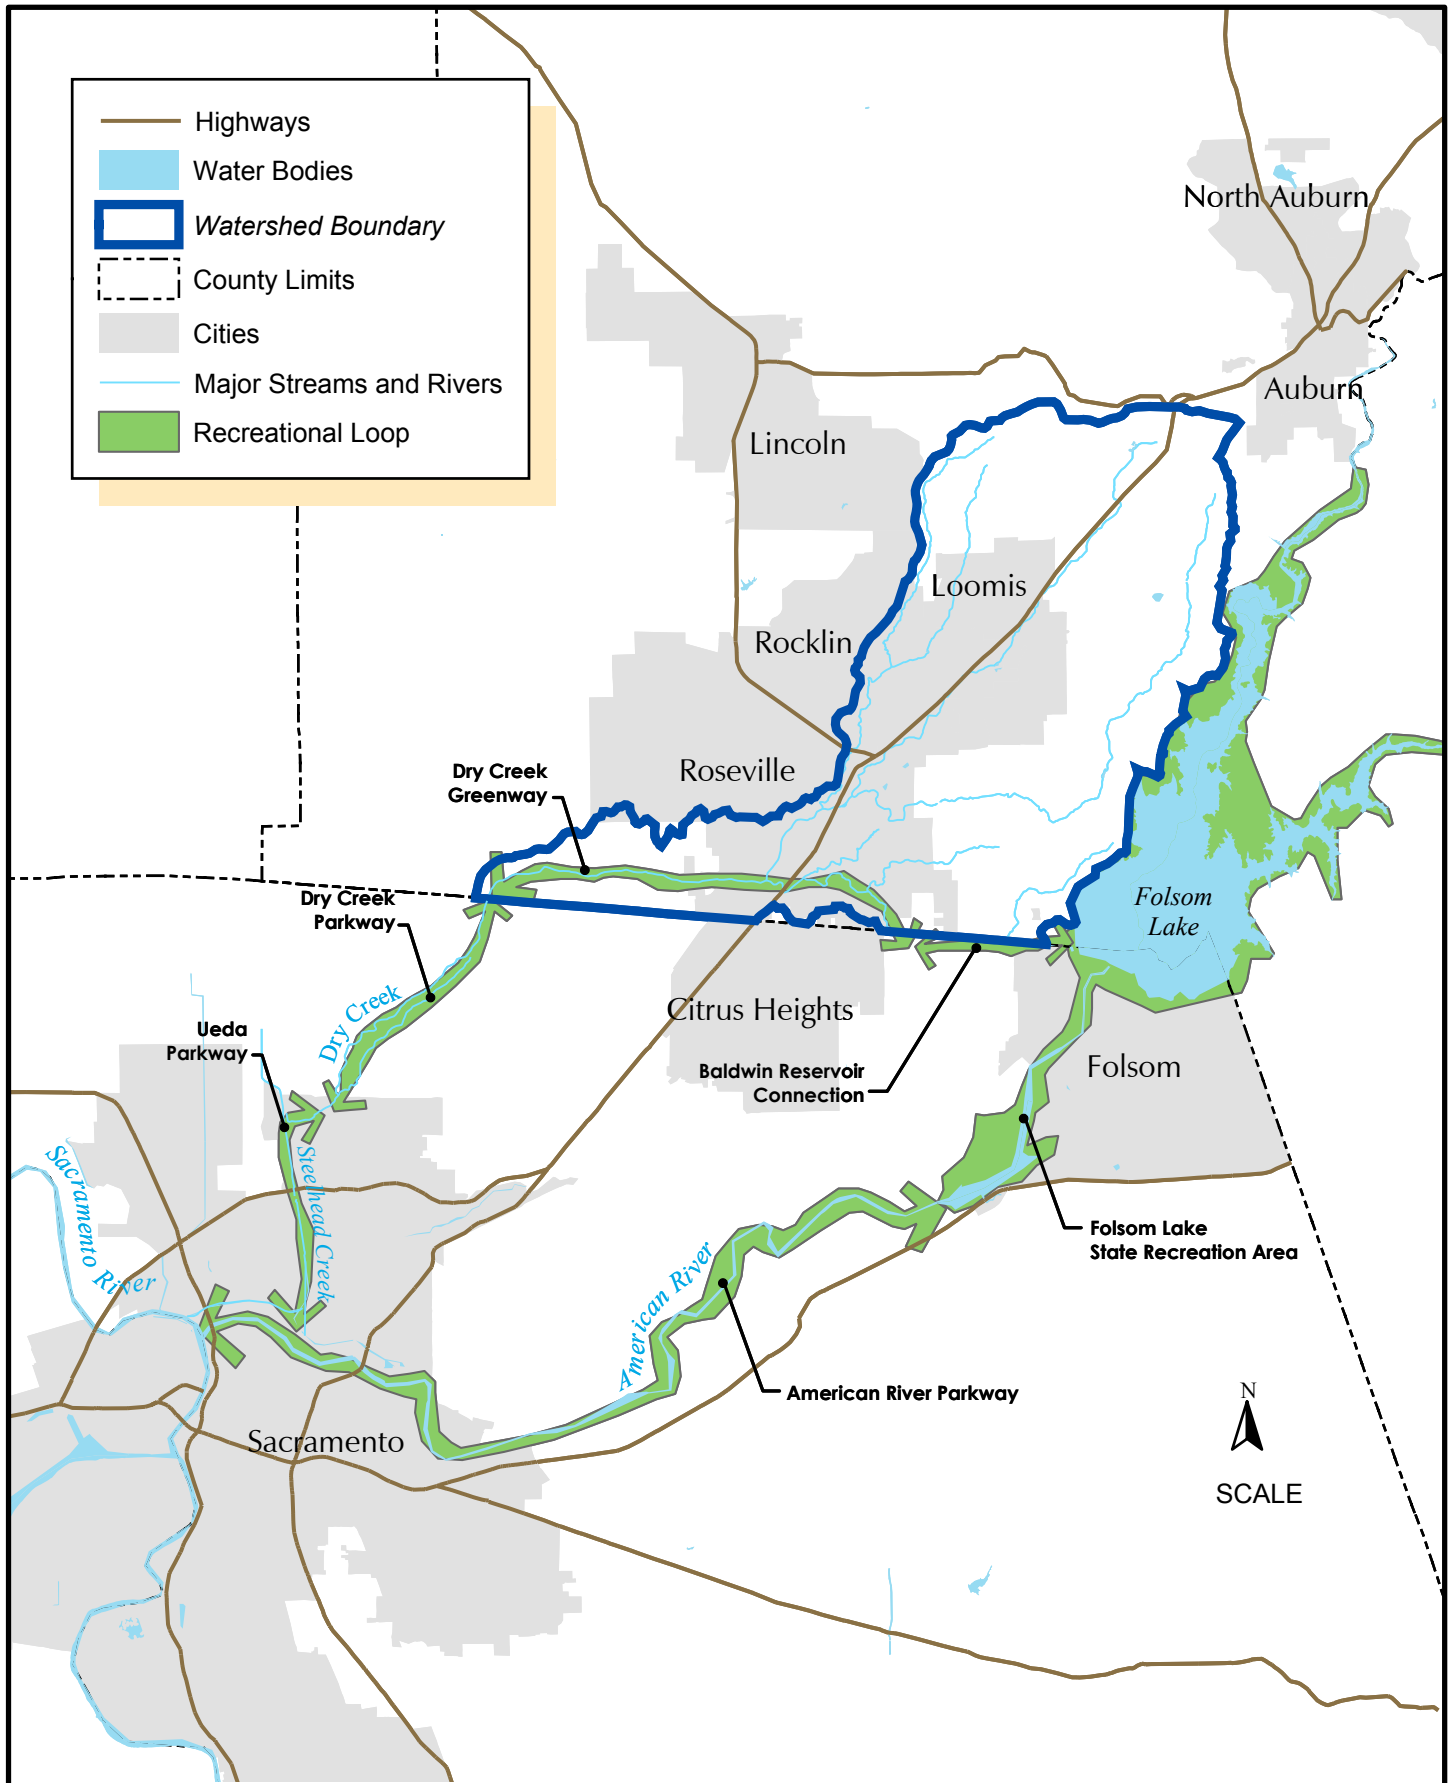 Highways
Water Bodies
Watershed Boundary
County Limits
Cities
Major Streams and Rivers
Recreational Loop
North Auburn
Auburn
Lincoln
Loomis
Rocklin
Roseville
Dry Creek
Greenway
Dry Creek
Parkway
Folsom
Lake
Dry Creek
Citrus Heights
Ueda
Parkway
Baldwin Reservoir
Connection
Folsom
Sacramento River
Steelhead Creek
Folsom Lake
State Recreation Area
American River
American River Parkway
Sacramento
N
SCALE